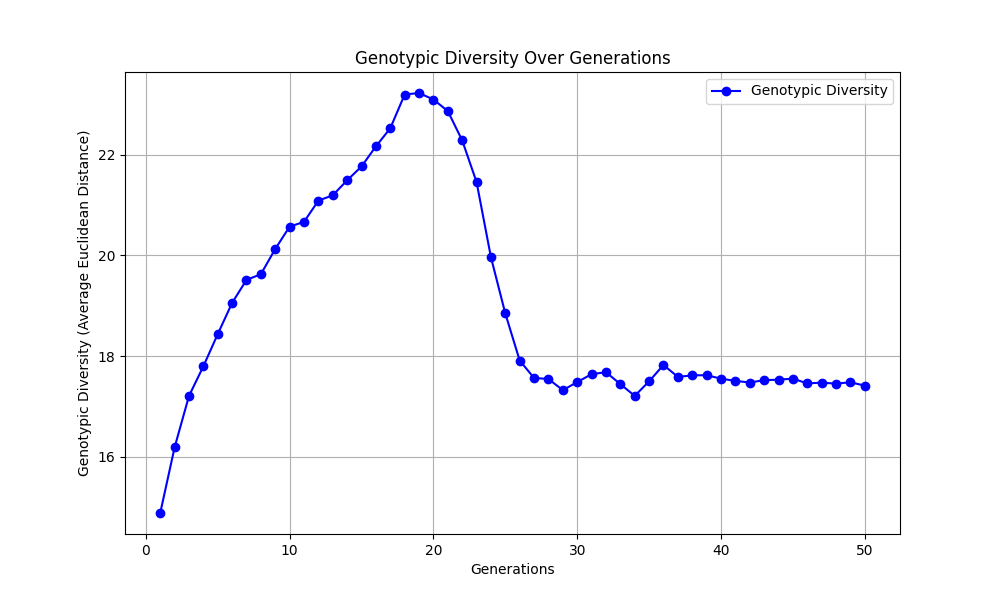 Genotypic Diversity Over Generations
Genotypic Diversity
Genotypic Diversity (Average Euclidean Distance)
22
20
18
16
0 10 20 30 40 50
Generations